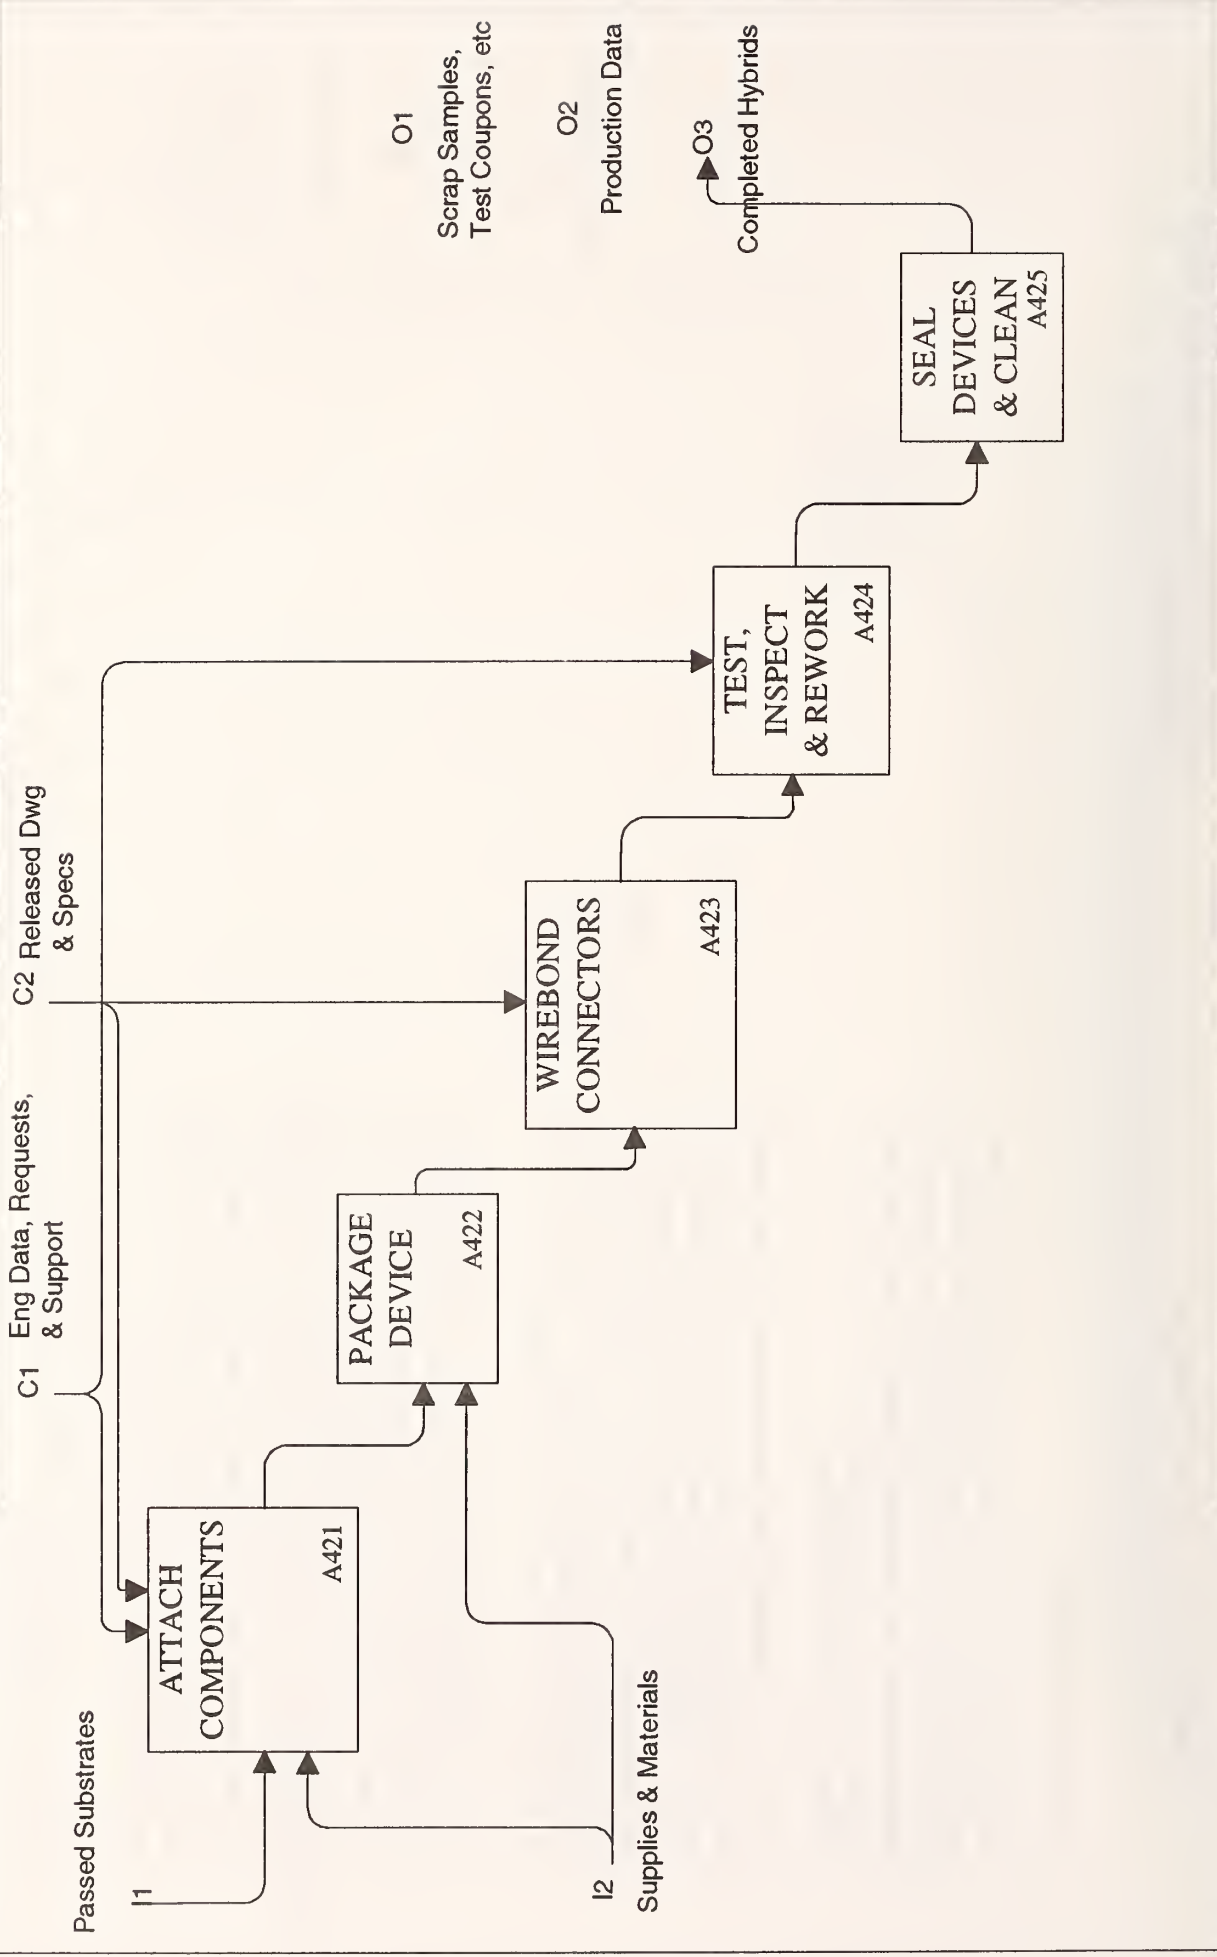 C1
Eng Data, Requests,
& Support
C2
Released Dwg
& Specs
Passed Substrates
I1
I2
Supplies & Materials
ATTACH
COMPONENTS
A421
PACKAGE
DEVICE
A422
WIREBOND
CONNECTORS
A423
TEST,
INSPECT
& REWORK
A424
SEAL
DEVICES
& CLEAN
A425
O1
Scrap Samples,
Test Coupons, etc
O2
Production Data
O3
Completed Hybrids